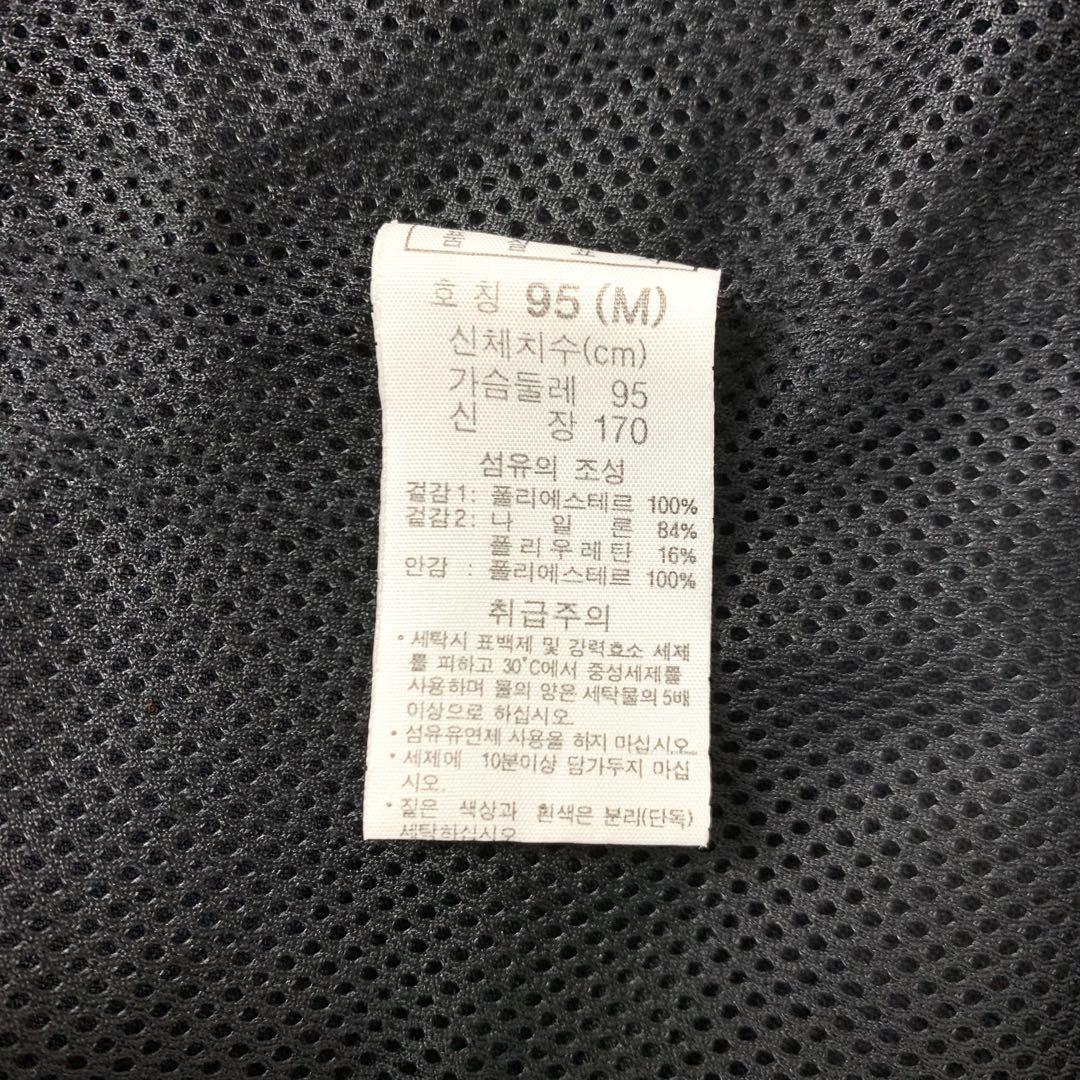 호 칭 95 (M)
신체치수(cm)
가슴둘레 95
신 장 170
섬유의 조성
겉감1: 폴리에스테르 100%
겉감2: 나 일 론 84%
폴리우레탄 16%
안감 : 폴리에스테르 100%
취급주의
• 세탁시 표백제 및 강력효소 세제
를 피하고 30°C에서 중성세제를
사용하며 물의 양은 세탁물의 5배
이상으로 하십시오.
• 섬유유연제 사용을 하지 마십시오
• 세제에 10분이상 담가두지 마십
시오.
• 짙은 색상과 흰색은 분리(단독)
세탁하십시오